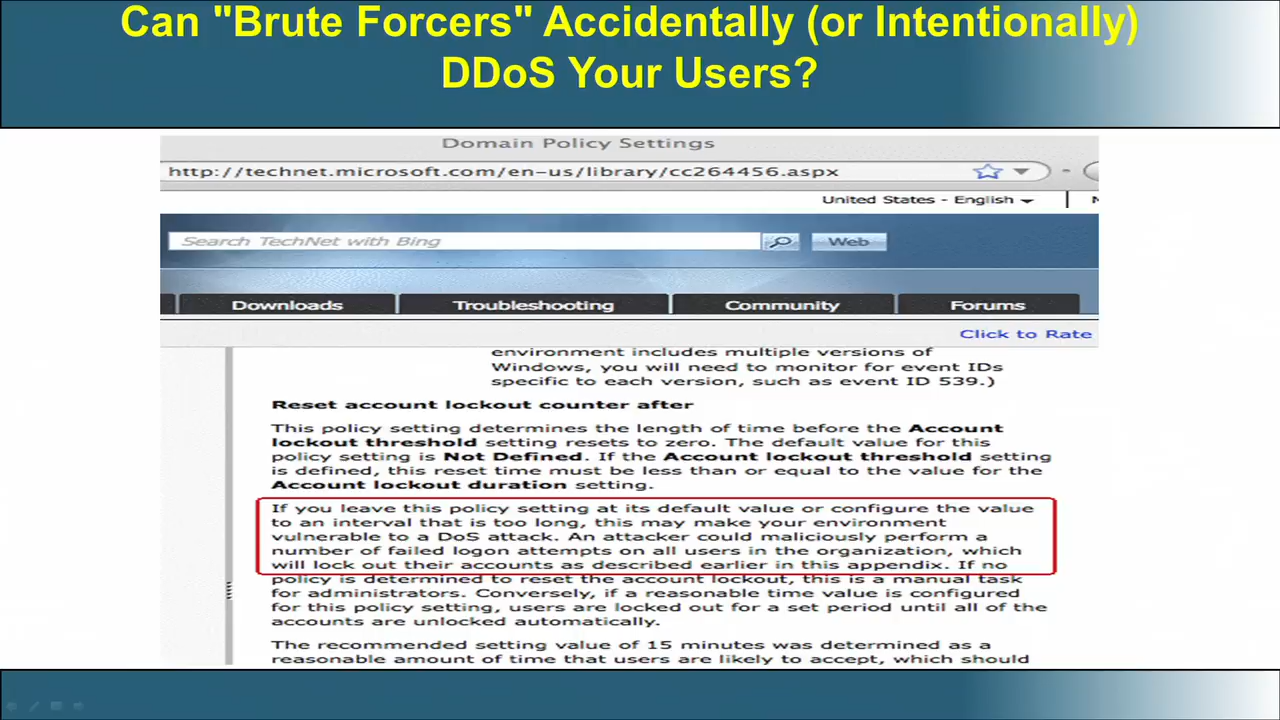 Can "Brute Forcers" Accidentally (or Intentionally)
DDoS Your Users?
Domain Policy Settings
http://technet.microsoft.com/en-us/library/cc264456.aspx
United States - English
Search TechNet with Bing
Web
Downloads Troubleshooting Community Forums
Click to Rate
environment includes multiple versions of
Windows, you will need to monitor for event IDs
specific to each version, such as event ID 539.)
Reset account lockout counter after
This policy setting determines the length of time before the Account
lockout threshold setting resets to zero. The default value for this
policy setting is Not Defined. If the Account lockout threshold setting
is defined, this reset time must be less than or equal to the value for the
Account lockout duration setting.
If you leave this policy setting at its default value or configure the value
to an interval that is too long, this may make your environment
vulnerable to a DoS attack. An attacker could maliciously perform a
number of failed logon attempts on all users in the organization, which
will lock out their accounts as described earlier in this appendix. If no
policy is determined to reset the account lockout, this is a manual task
for administrators. Conversely, if a reasonable time value is configured
for this policy setting, users are locked out for a set period until all of the
accounts are unlocked automatically.
The recommended setting value of 15 minutes was determined as a
reasonable amount of time that users are likely to accept, which should